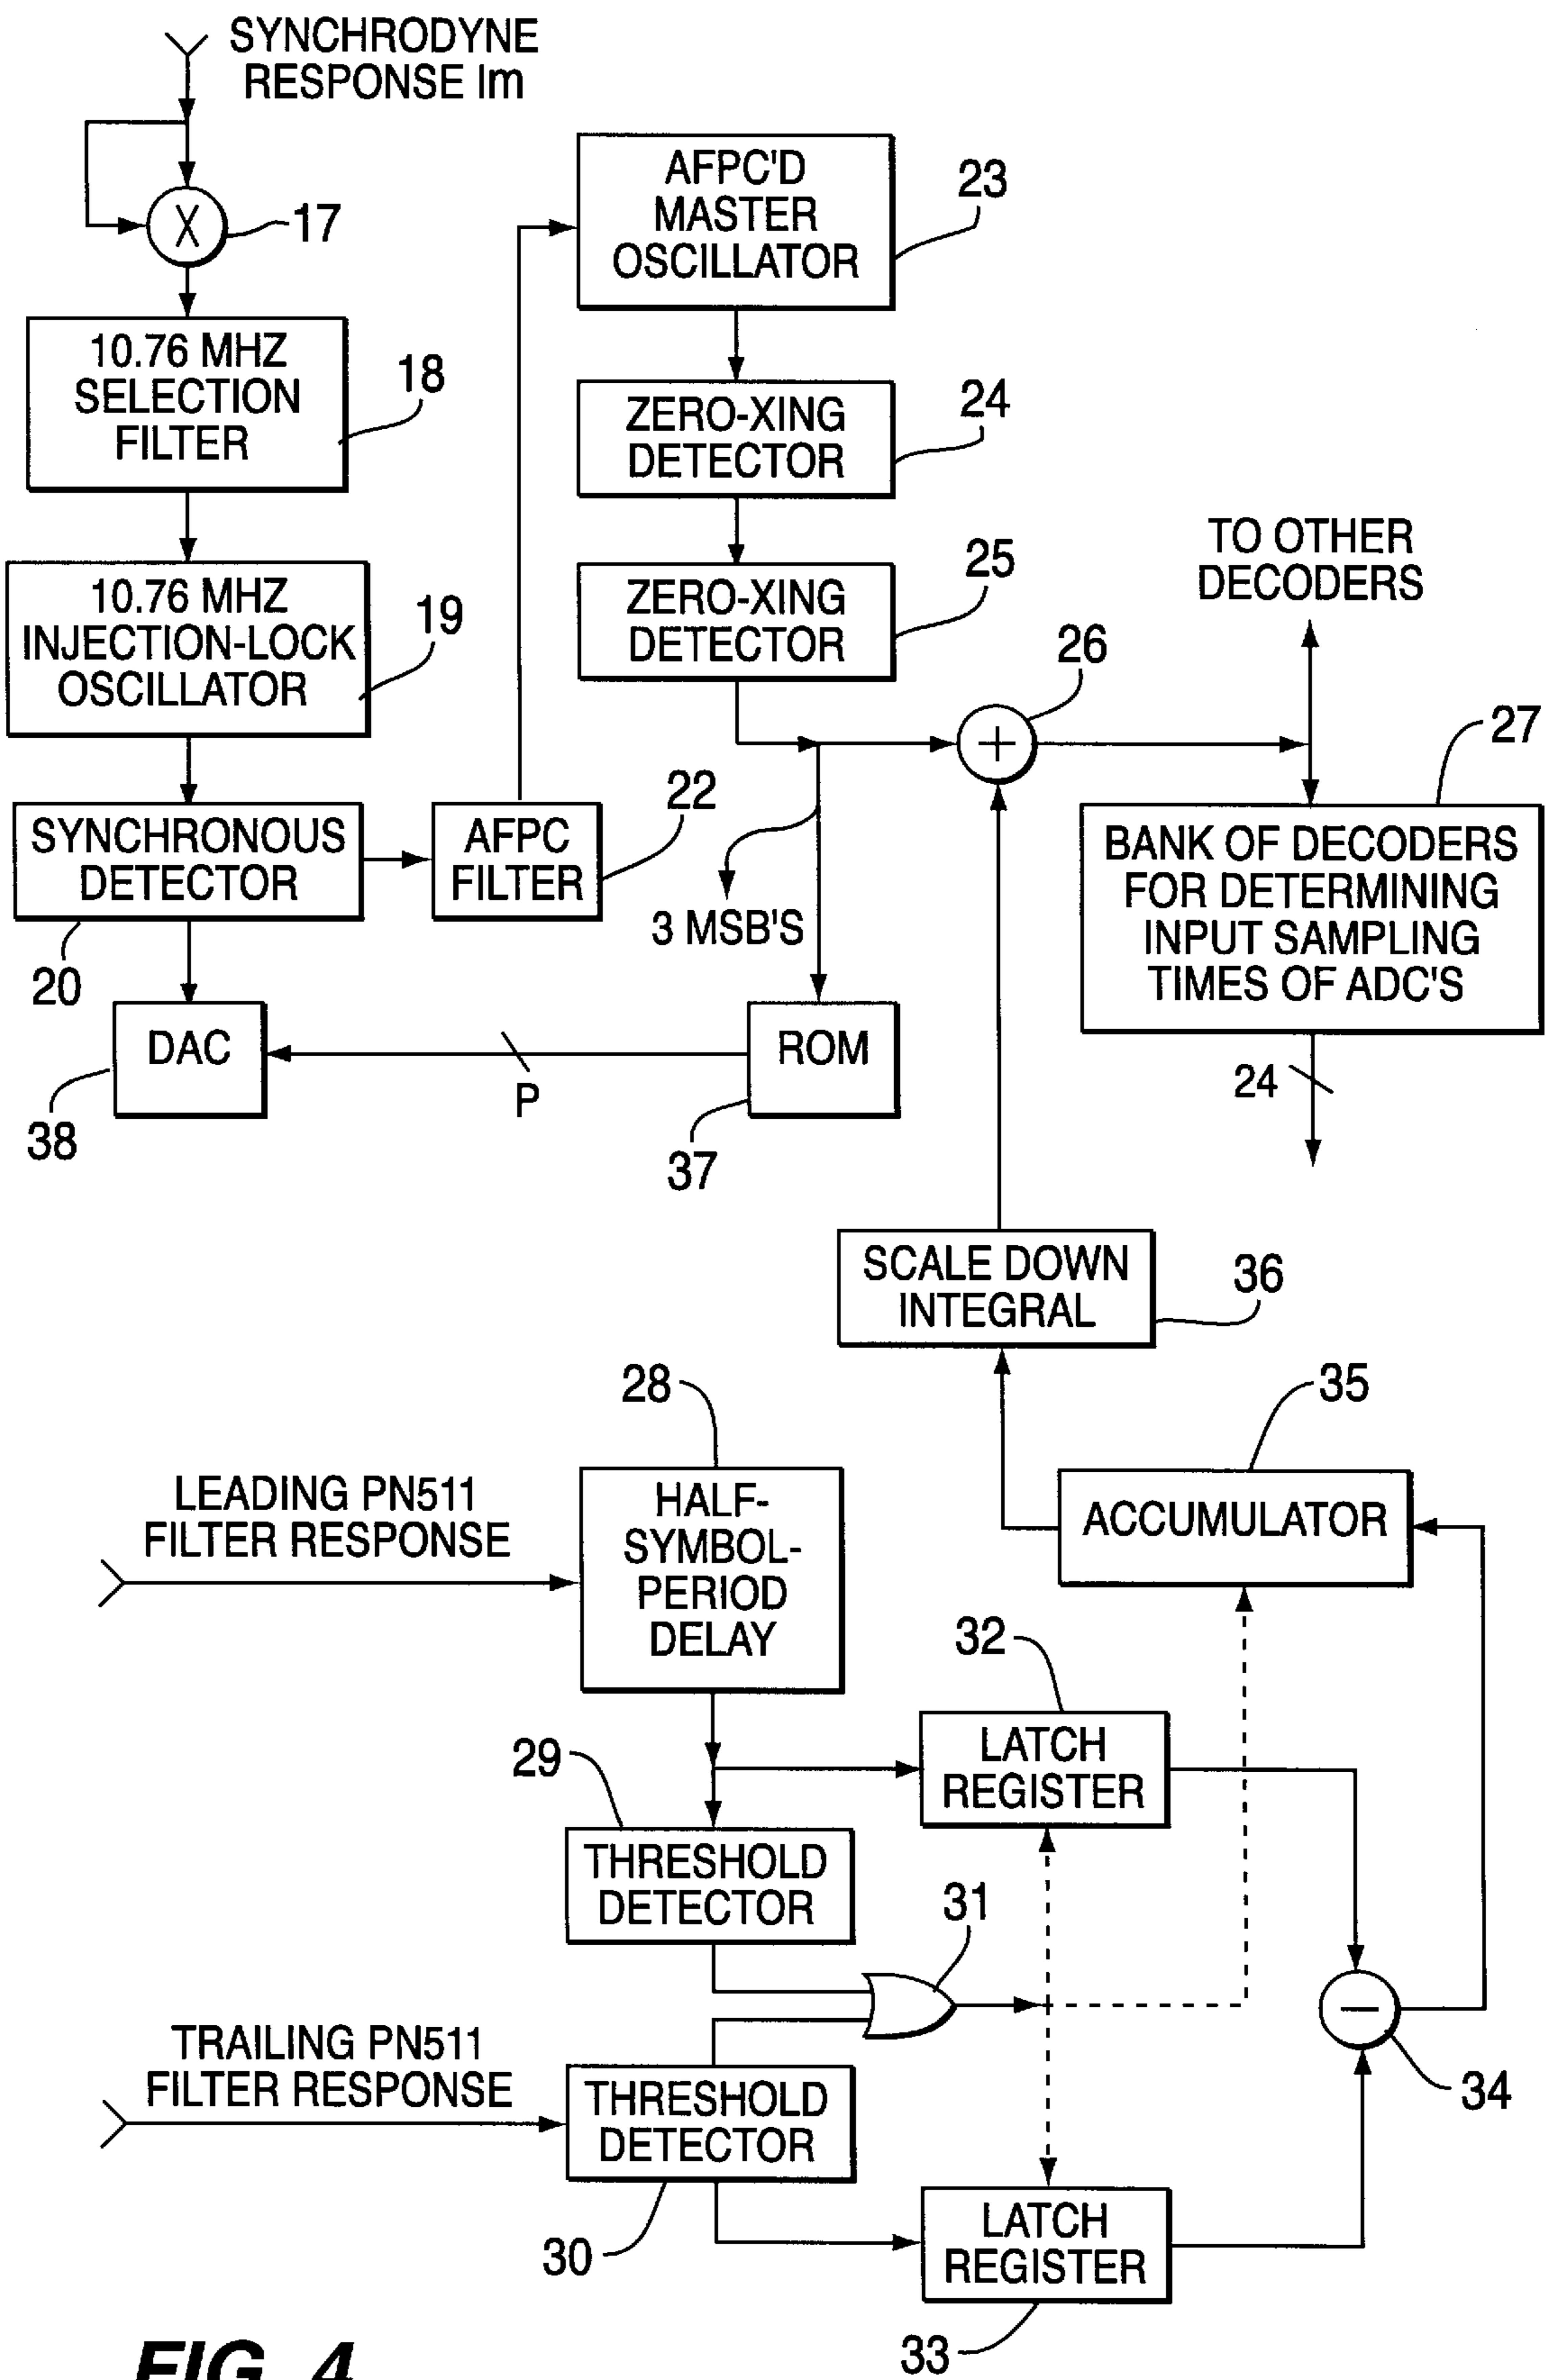 SYNCHRODYNE
RESPONSE Im
X
17
10.76 MHZ
SELECTION
FILTER
18
10.76 MHZ
INJECTION-LOCK
OSCILLATOR
19
SYNCHRONOUS
DETECTOR
20
AFPC
FILTER
22
AFPC'D
MASTER
OSCILLATOR
23
ZERO-XING
DETECTOR
24
ZERO-XING
DETECTOR
25
+
26
TO OTHER
DECODERS
BANK OF DECODERS
FOR DETERMINING
INPUT SAMPLING
TIMES OF ADC'S
27
24
3 MSB'S
ROM
37
P
DAC
38
SCALE DOWN
INTEGRAL
36
ACCUMULATOR
35
LEADING PN511
FILTER RESPONSE
HALF-
SYMBOL-
PERIOD
DELAY
28
THRESHOLD
DETECTOR
29
LATCH
REGISTER
32
31
−
34
TRAILING PN511
FILTER RESPONSE
THRESHOLD
DETECTOR
30
LATCH
REGISTER
33
FIG. 4